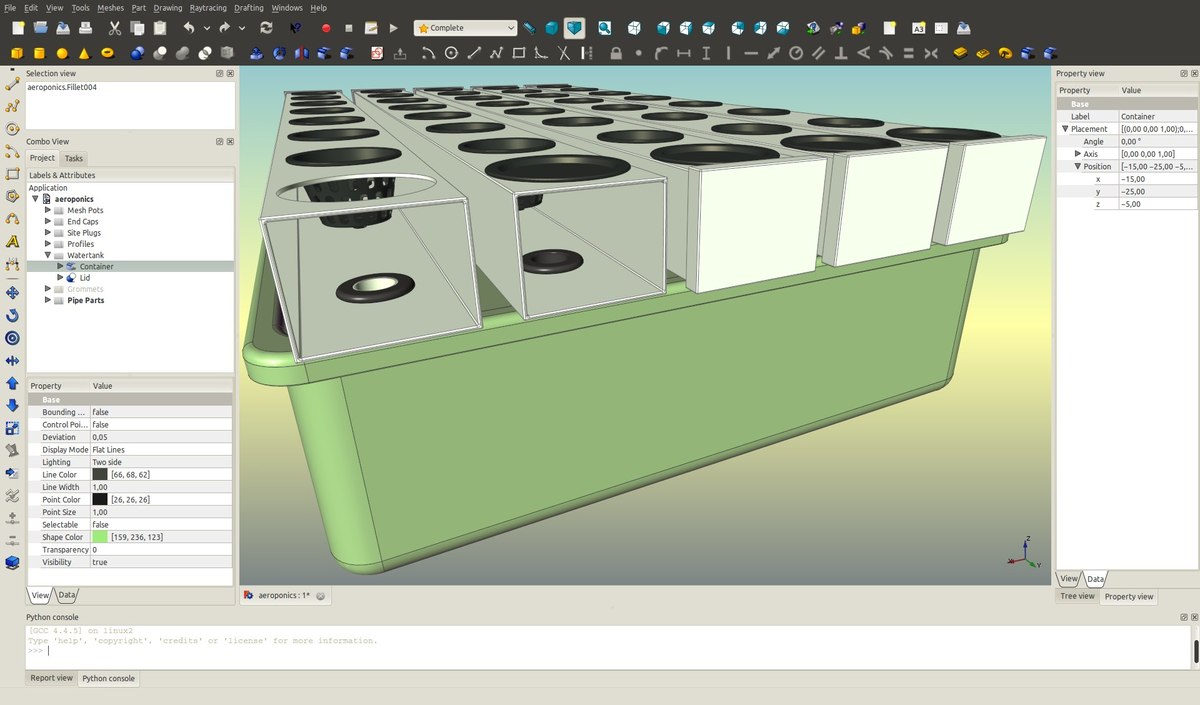 File Edit View Tools Meshes Part Drawing Raytracing Drafting Windows Help
Complete
A3
Selection view
aeroponics.Fillet004
Combo View
Project Tasks
Labels & Attributes
Application
aeroponics
Mesh Pots
End Caps
Site Plugs
Profiles
Watertank
Container
Lid
Grommets
Pipe Parts
Property Value
Base
Bounding ... false
Control Poi... false
Deviation 0,05
Display Mode Flat Lines
Lighting Two side
Line Color [66, 68, 62]
Line Width 1,00
Point Color [26, 26, 26]
Point Size 1,00
Selectable false
Shape Color [159, 236, 123]
Transparency 0
Visibility true
View Data
Z
X
Y
aeroponics : 1*
Property view
Property Value
Base
Label Container
Placement [(0,00 0,00 1,00);0,...
Angle 0,00 °
Axis [0,00 0,00 1,00]
Position [−15,00 −25,00 −5,...
x −15,00
y −25,00
z −5,00
View Data
Tree view Property view
Python console
[GCC 4.4.5] on linux2
Type 'help', 'copyright', 'credits' or 'license' for more information.
>>>
Report view Python console